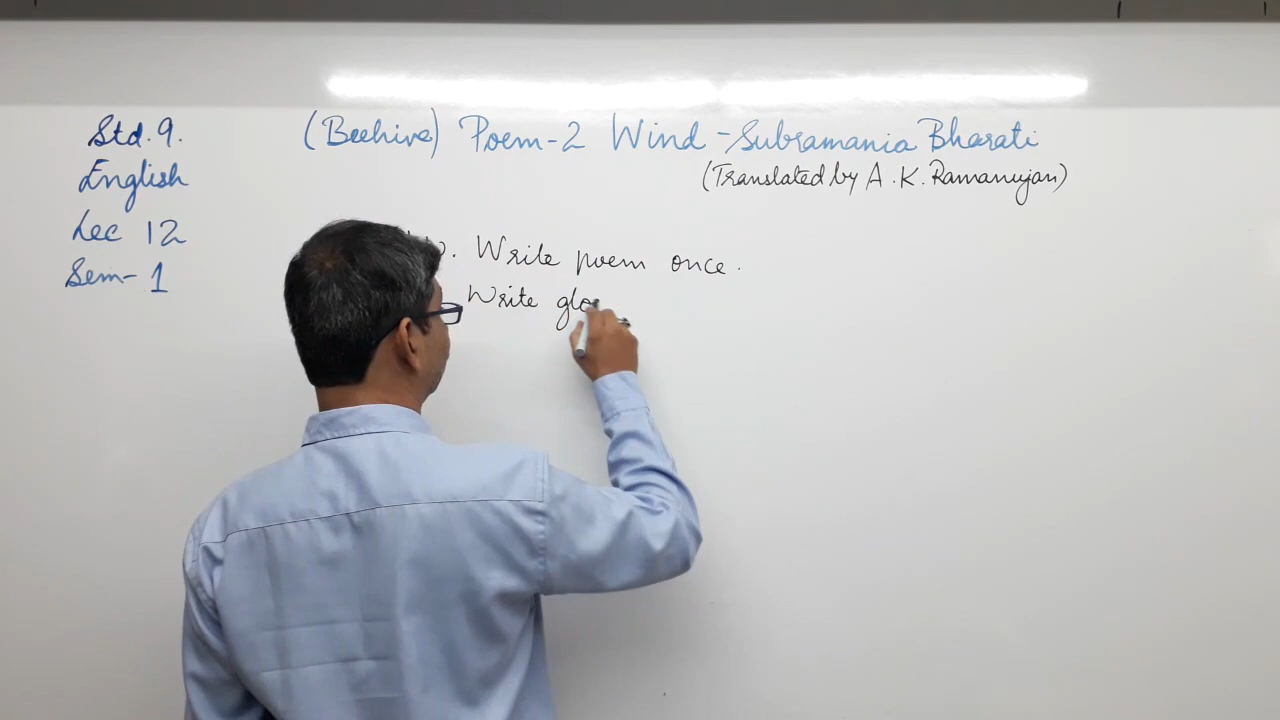 Std. 9.
English
Lec 12
Sem- 1
(Beehive) Poem-2 Wind - Subramania Bharati
(Translated by A. K. Ramanujan)
Write poem once.
Write glo